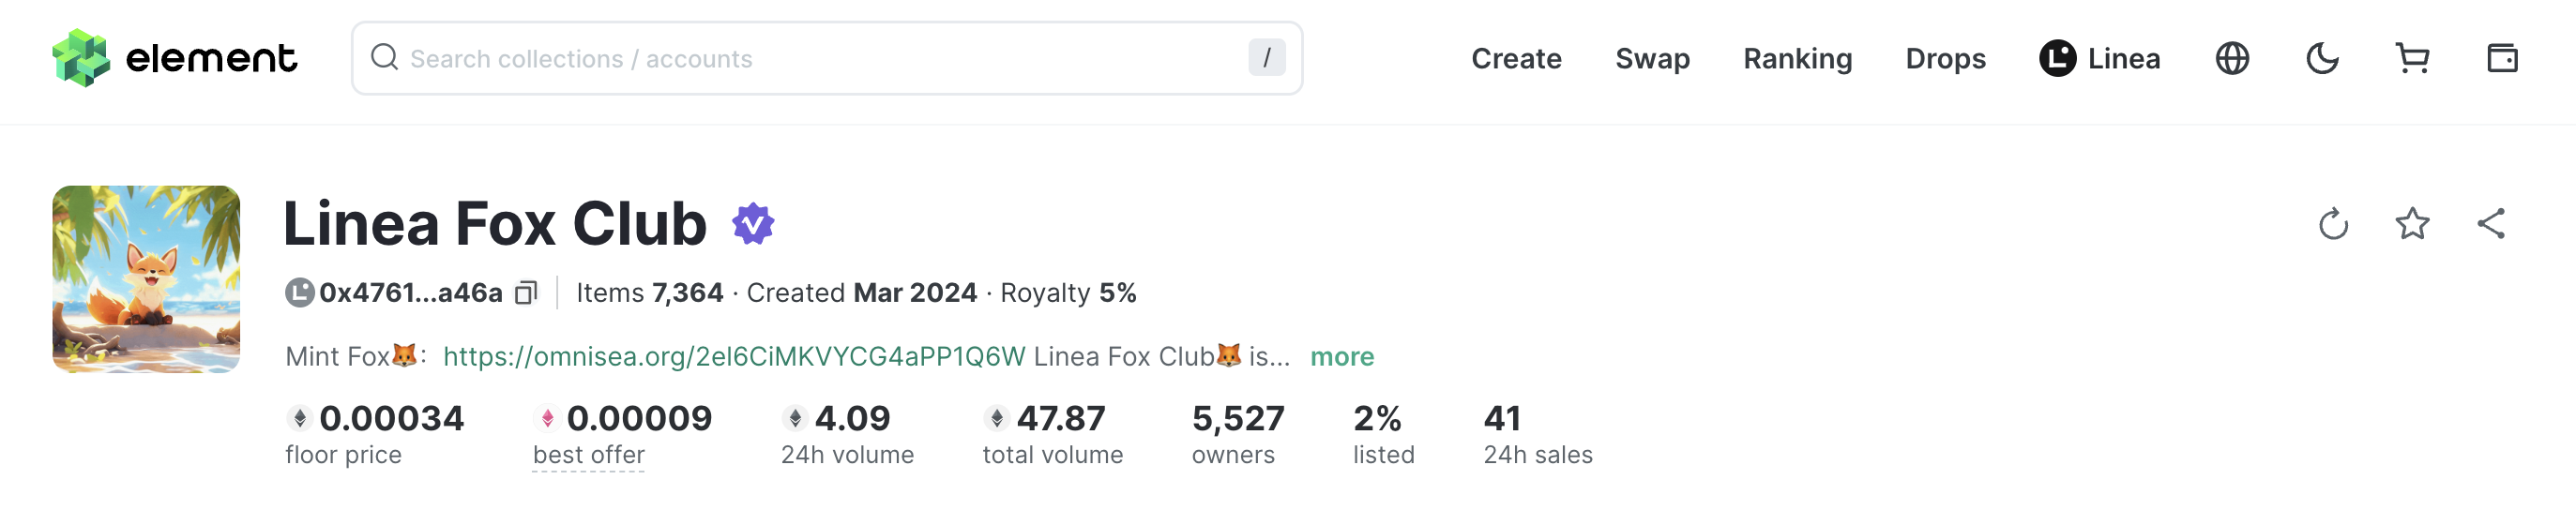 element
Search collections / accounts
/
Create
Swap
Ranking
Drops
Linea
Linea Fox Club
0x4761...a46a
Items 7,364 · Created Mar 2024 · Royalty 5%
Mint Fox🦊: https://omnisea.org/2el6CiMKVYCG4aPP1Q6W Linea Fox Club🦊 is... more
0.00034
floor price
0.00009
best offer
4.09
24h volume
47.87
total volume
5,527
owners
2%
listed
41
24h sales